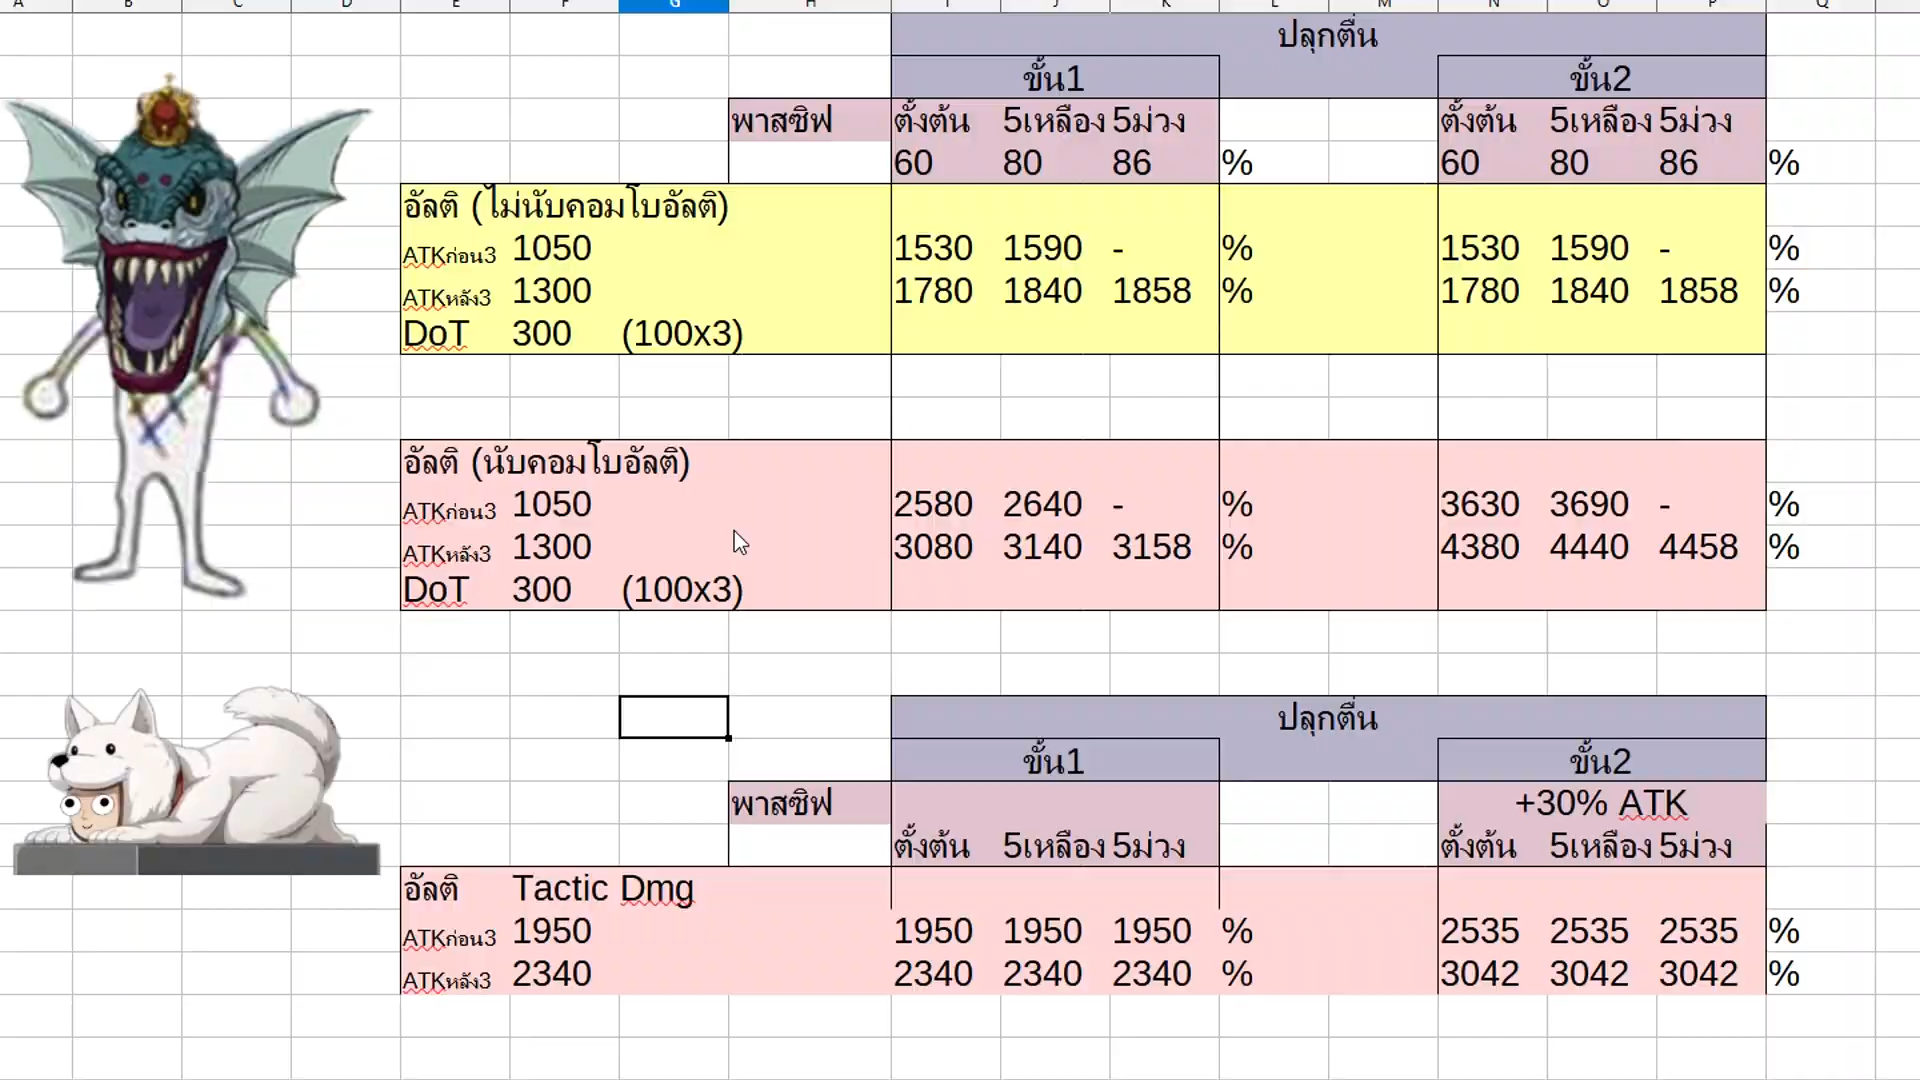 A B C D E F G H I J K L M N O P Q
ปลุกตื่น
ขั้น1 ขั้น2
พาสซิฟ ตั้งต้น 5เหลือง 5ม่วง ตั้งต้น 5เหลือง 5ม่วง
60 80 86 % 60 80 86 %
อัลติ (ไม่นับคอมโบอัลติ)
ATKก่อน3 1050 1530 1590 - % 1530 1590 - %
ATKหลัง3 1300 1780 1840 1858 % 1780 1840 1858 %
DoT 300 (100x3)
อัลติ (นับคอมโบอัลติ)
ATKก่อน3 1050 2580 2640 - % 3630 3690 - %
ATKหลัง3 1300 3080 3140 3158 % 4380 4440 4458 %
DoT 300 (100x3)
ปลุกตื่น
ขั้น1 ขั้น2
พาสซิฟ +30% ATK
ตั้งต้น 5เหลือง 5ม่วง ตั้งต้น 5เหลือง 5ม่วง
อัลติ Tactic Dmg
ATKก่อน3 1950 1950 1950 1950 % 2535 2535 2535 %
ATKหลัง3 2340 2340 2340 2340 % 3042 3042 3042 %